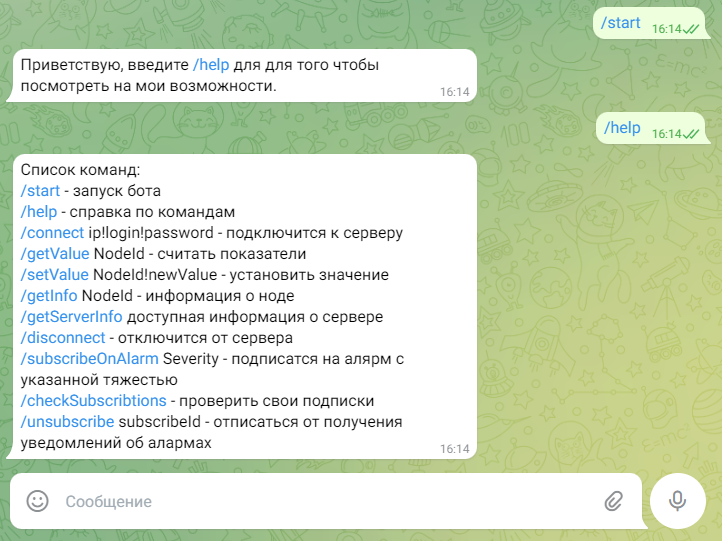 /start
16:14
Приветствую, введите /help для для того чтобы
посмотреть на мои возможности.
16:14
/help
16:14
Список команд:
/start - запуск бота
/help - справка по командам
/connect ip!login!password - подключится к серверу
/getValue NodeId - считать показатели
/setValue NodeId!newValue - установить значение
/getInfo NodeId - информация о ноде
/getServerInfo доступная информация о сервере
/disconnect - отключится от сервера
/subscribeOnAlarm Severity - подписатся на алярм с
указанной тяжестью
/checkSubscribtions - проверить свои подписки
/unsubscribe subscribeId - отписаться от получения
уведомлений об алармах
16:14
Сообщение